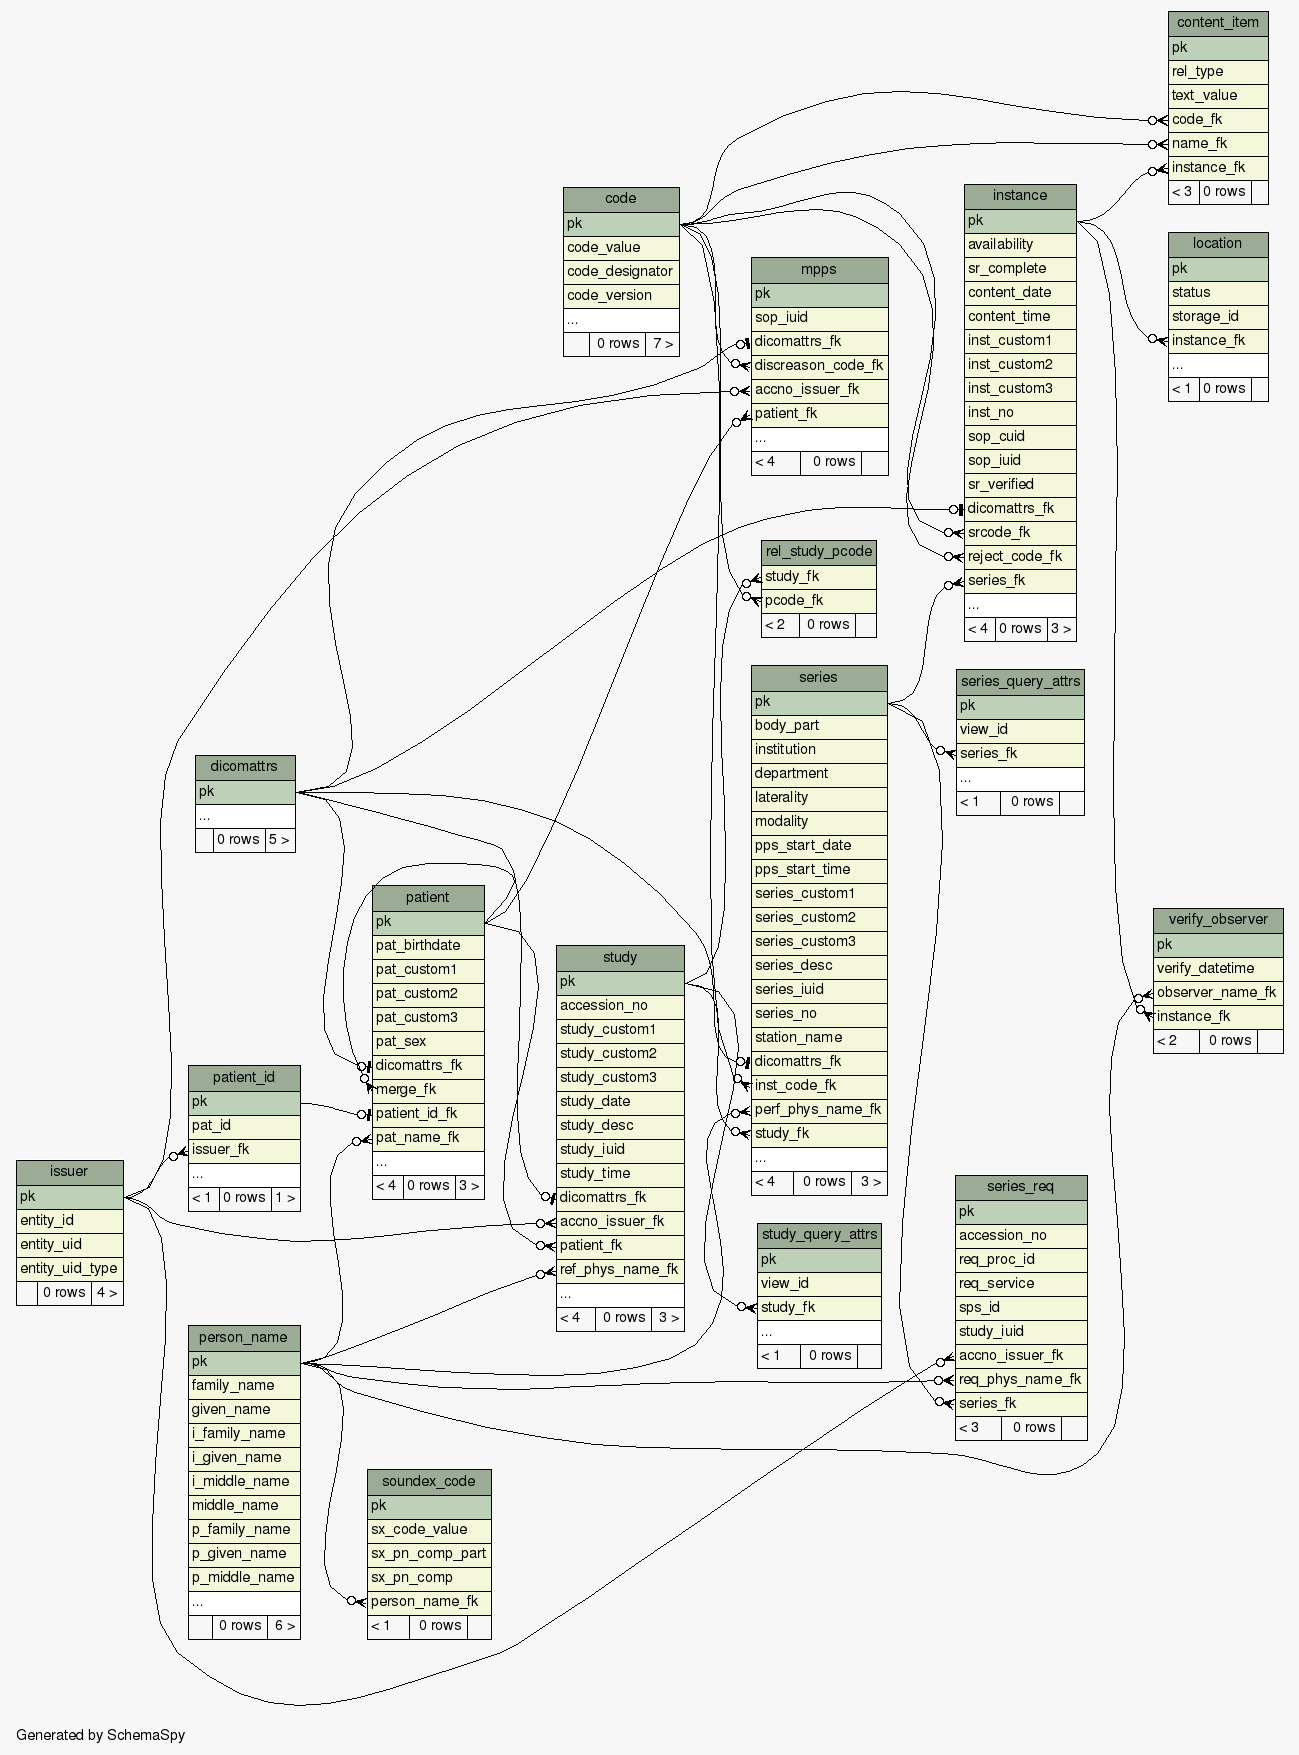 content_item
pk
rel_type
text_value
code_fk
name_fk
instance_fk
< 3 0 rows
code
pk
code_value
code_designator
code_version
...
0 rows 7 >
instance
pk
availability
sr_complete
content_date
content_time
inst_custom1
inst_custom2
inst_custom3
inst_no
sop_cuid
sop_iuid
sr_verified
dicomattrs_fk
srcode_fk
reject_code_fk
series_fk
...
< 4 0 rows 3 >
location
pk
status
storage_id
instance_fk
...
< 1 0 rows
mpps
pk
sop_iuid
dicomattrs_fk
discreason_code_fk
accno_issuer_fk
patient_fk
...
< 4 0 rows
rel_study_pcode
study_fk
pcode_fk
< 2 0 rows
series
pk
body_part
institution
department
laterality
modality
pps_start_date
pps_start_time
series_custom1
series_custom2
series_custom3
series_desc
series_iuid
series_no
station_name
dicomattrs_fk
inst_code_fk
perf_phys_name_fk
study_fk
...
< 4 0 rows 3 >
series_query_attrs
pk
view_id
series_fk
...
< 1 0 rows
dicomattrs
pk
...
0 rows 5 >
patient
pk
pat_birthdate
pat_custom1
pat_custom2
pat_custom3
pat_sex
dicomattrs_fk
merge_fk
patient_id_fk
pat_name_fk
...
< 4 0 rows 3 >
study
pk
accession_no
study_custom1
study_custom2
study_custom3
study_date
study_desc
study_iuid
study_time
dicomattrs_fk
accno_issuer_fk
patient_fk
ref_phys_name_fk
...
< 4 0 rows 3 >
verify_observer
pk
verify_datetime
observer_name_fk
instance_fk
< 2 0 rows
patient_id
pk
pat_id
issuer_fk
...
< 1 0 rows 1 >
issuer
pk
entity_id
entity_uid
entity_uid_type
0 rows 4 >
series_req
pk
accession_no
req_proc_id
req_service
sps_id
study_iuid
accno_issuer_fk
req_phys_name_fk
series_fk
< 3 0 rows
study_query_attrs
pk
view_id
study_fk
...
< 1 0 rows
person_name
pk
family_name
given_name
i_family_name
i_given_name
i_middle_name
middle_name
p_family_name
p_given_name
p_middle_name
...
0 rows 6 >
soundex_code
pk
sx_code_value
sx_pn_comp_part
sx_pn_comp
person_name_fk
< 1 0 rows
Generated by SchemaSpy